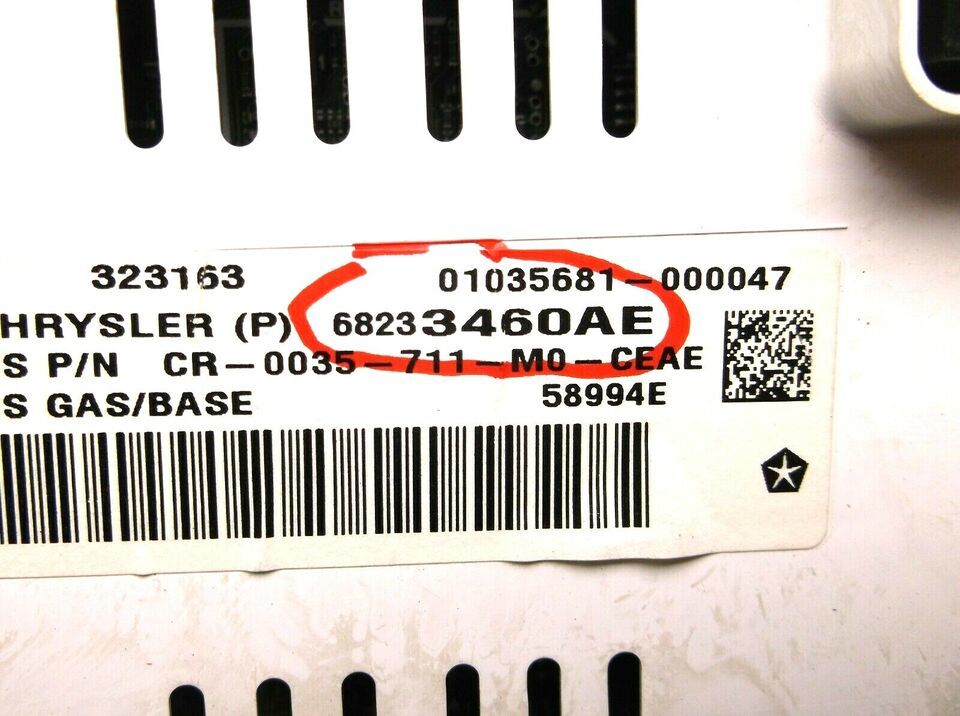 323163 01035681-000047
HRYSLER (P) 68233460AE
S P/N CR-0035-711-M0-CEAE
S GAS/BASE 58994E